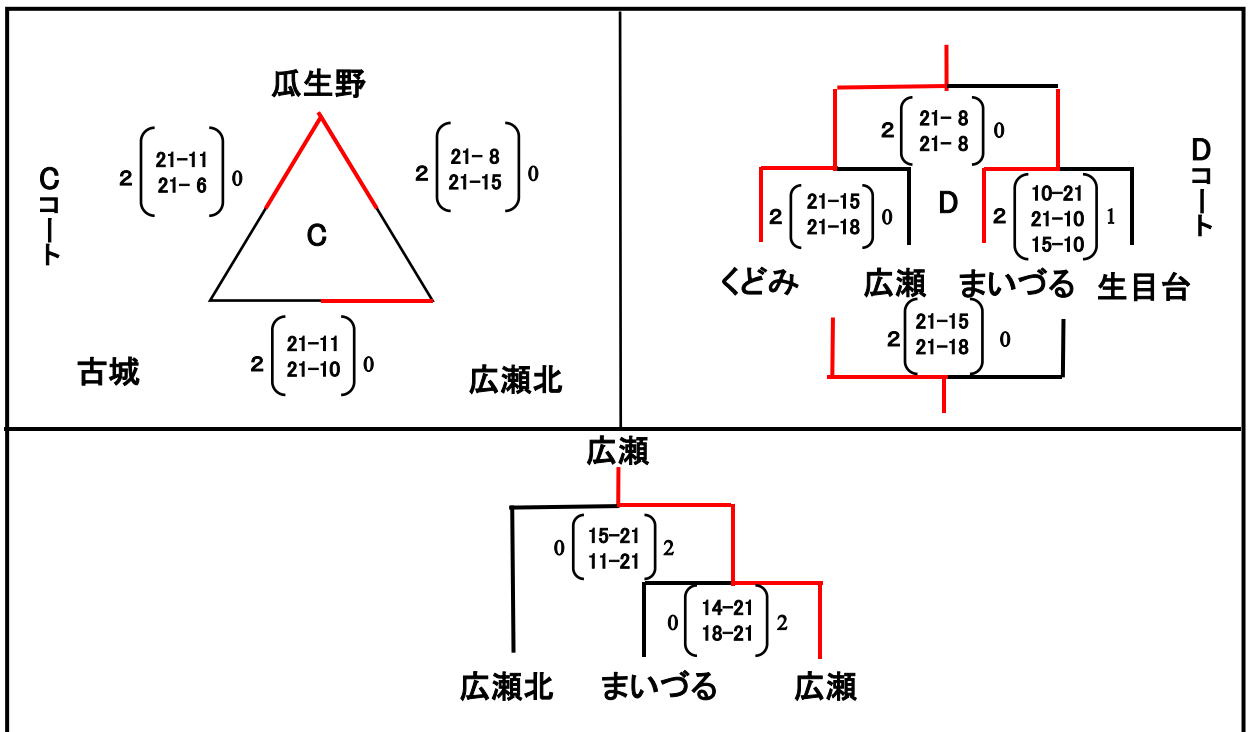 瓜生野
Cコート
2 21-11 0
21- 6
2 21- 8 0
21-15
C
2 21-11 0
21-10
古城
広瀬北
Dコート
2 21- 8 0
21- 8
2 21-15 0
21-18
D
2 10-21 1
21-10
15-10
くどみ 広瀬 まいづる 生目台
2 21-15 0
21-18
広瀬
0 15-21 2
11-21
0 14-21 2
18-21
広瀬北 まいづる 広瀬